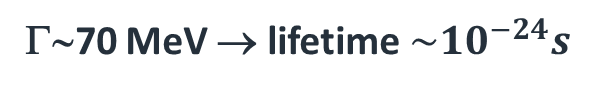 Γ~70 MeV → lifetime ~10⁻²⁴s